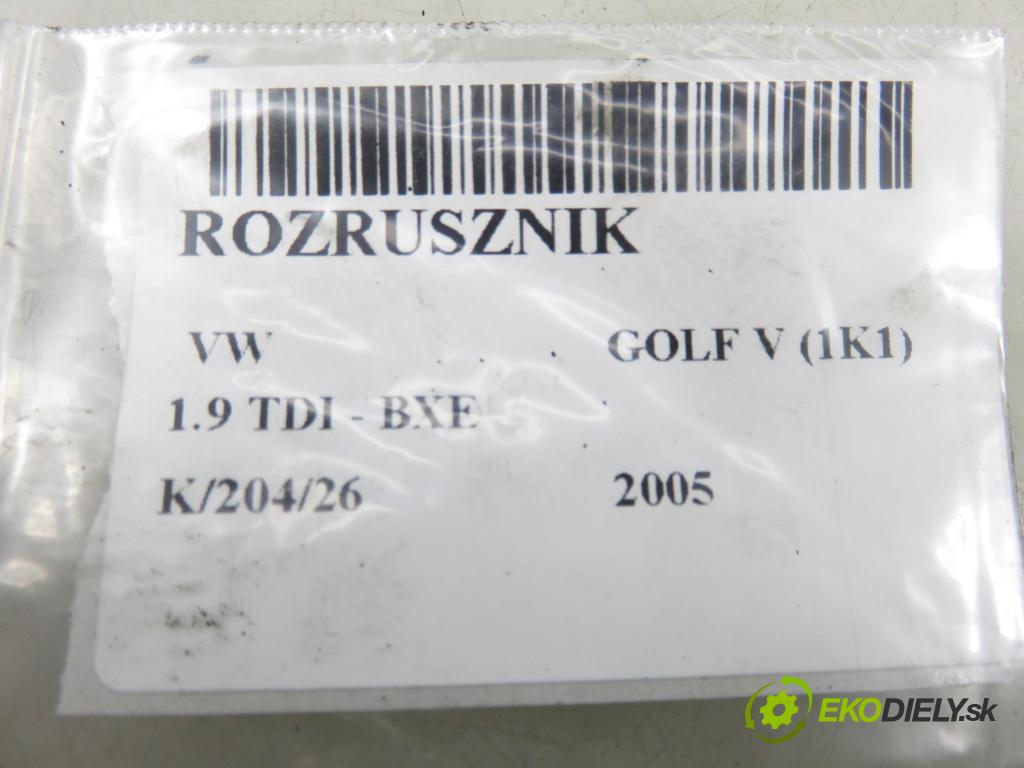 ROZRUSZNIK
VW GOLF V (1K1)
1.9 TDI - BXE
K/204/26 2005
EKODIELY.sk